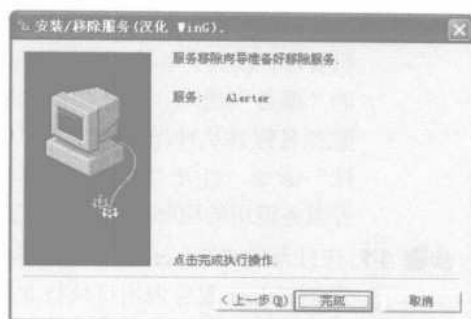 安装/移除服务(汉化 WinG).
服务移除向导准备好移除服务.
服务: Alerter
点击完成执行操作.
<上一步(B) 完成 取消